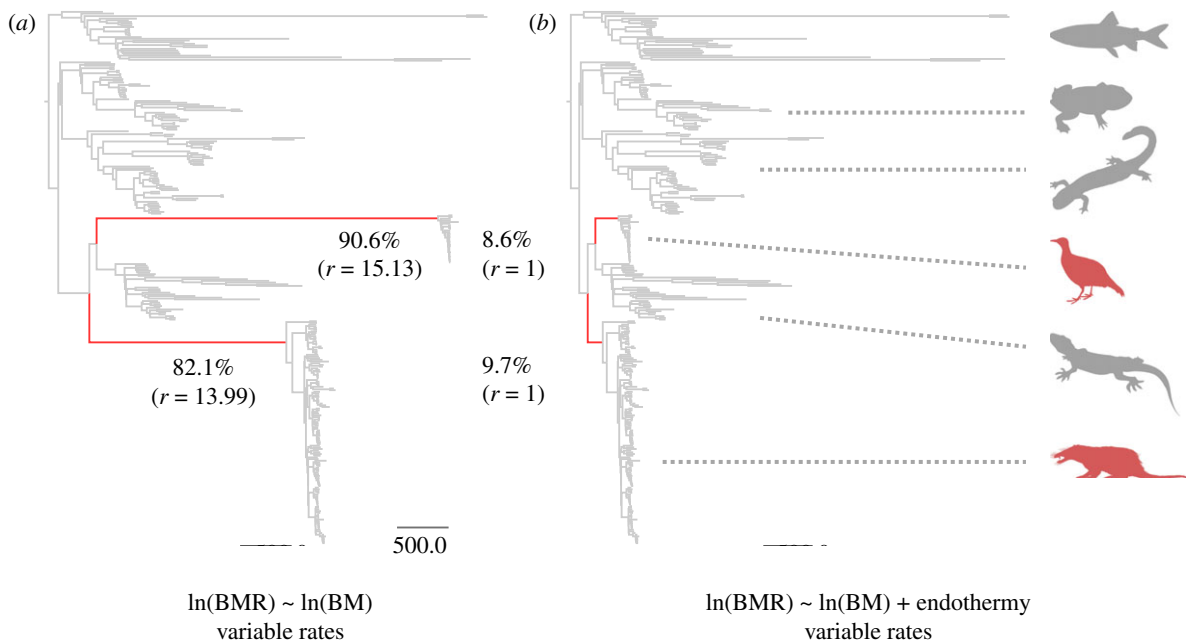 (a)
(b)
90.6%
(r = 15.13)
8.6%
(r = 1)
82.1%
(r = 13.99)
9.7%
(r = 1)
500.0
ln(BMR) ~ ln(BM)
variable rates
ln(BMR) ~ ln(BM) + endothermy
variable rates